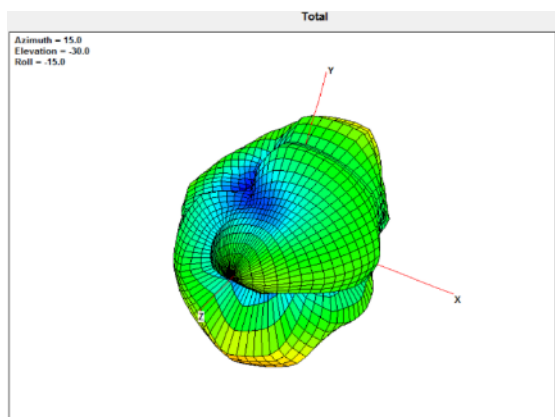 Total
Azimuth = 15.0
Elevation = -30.0
Roll = -15.0
Y
X
Z